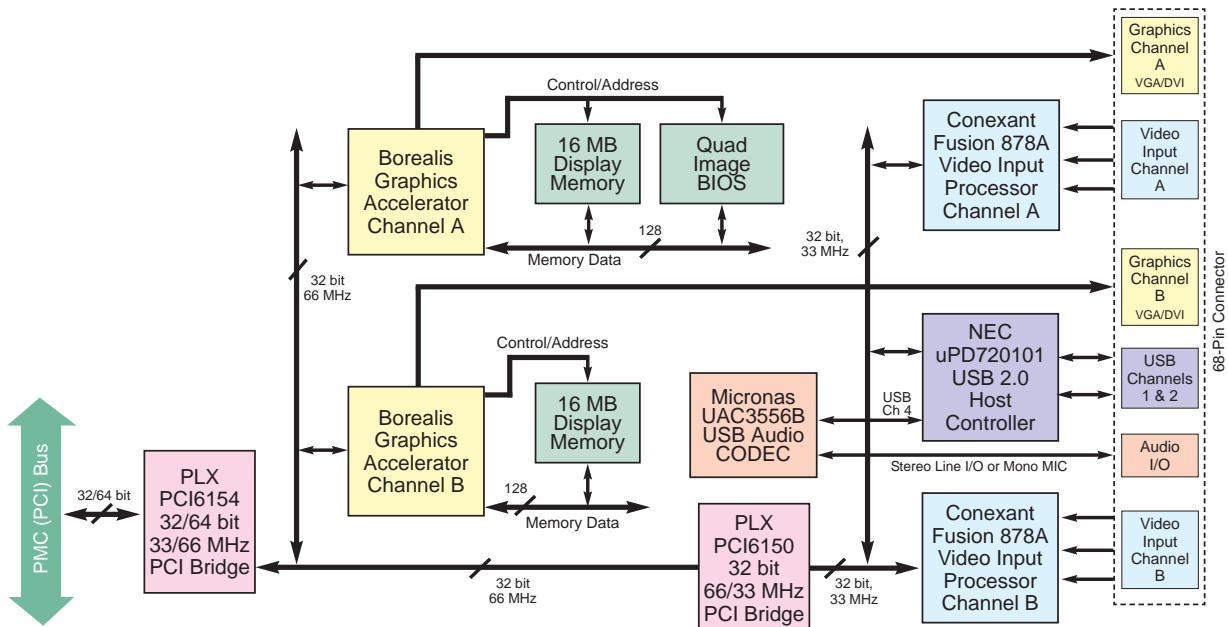 Graphics
Channel
A
VGA/DVI
Control/Address
Borealis
Graphics
Accelerator
Channel A
16 MB
Display
Memory
Quad
Image
BIOS
Conexant
Fusion 878A
Video Input
Processor
Channel A
Video
Input
Channel
A
128
Memory Data
32 bit,
33 MHz
32 bit
66 MHz
Graphics
Channel
B
VGA/DVI
68-Pin Connector
Control/Address
Borealis
Graphics
Accelerator
Channel B
16 MB
Display
Memory
Micronas
UAC3556B
USB Audio
CODEC
USB
Ch 4
NEC
uPD720101
USB 2.0
Host
Controller
USB
Channels
1 & 2
Stereo Line I/O or Mono MIC
Audio
I/O
128
Memory Data
PMC (PCI) Bus
32/64 bit
PLX
PCI6154
32/64 bit
33/66 MHz
PCI Bridge
32 bit
66 MHz
PLX
PCI6150
32 bit
66/33 MHz
PCI Bridge
32 bit,
33 MHz
Conexant
Fusion 878A
Video Input
Processor
Channel B
Video
Input
Channel
B